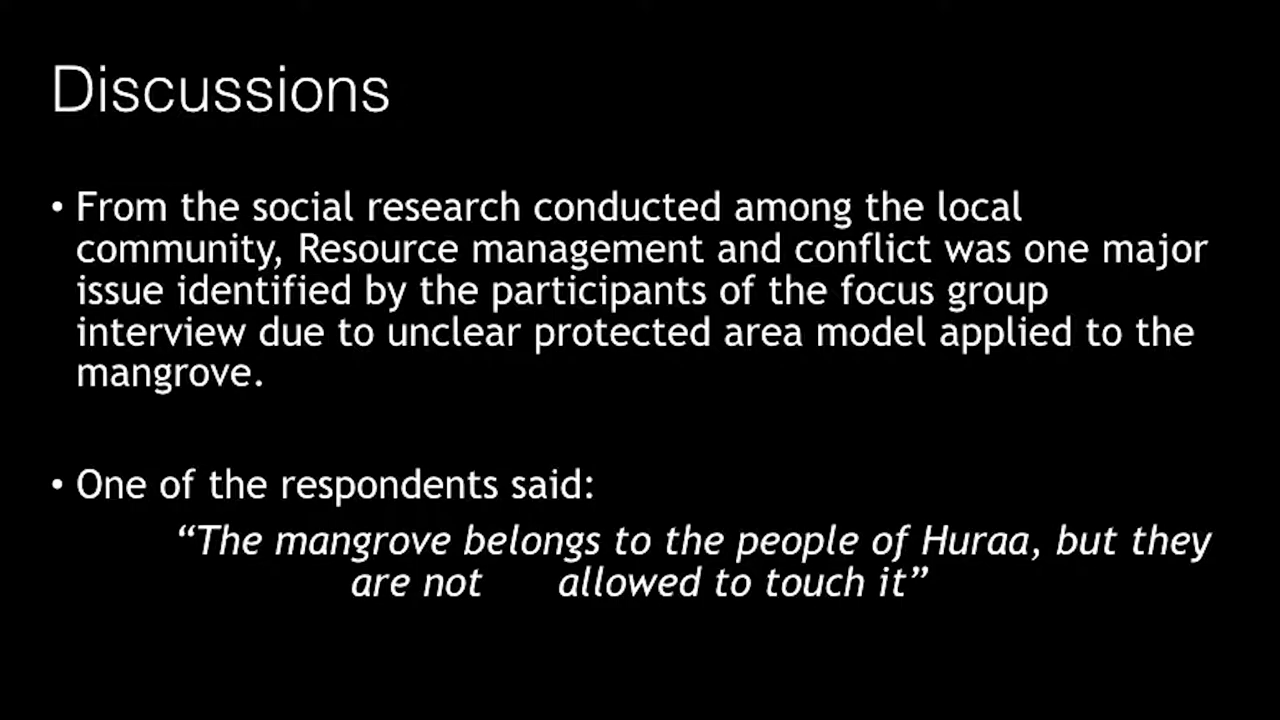 Discussions
• From the social research conducted among the local
community, Resource management and conflict was one major
issue identified by the participants of the focus group
interview due to unclear protected area model applied to the
mangrove.
• One of the respondents said:
“The mangrove belongs to the people of Huraa, but they
are not allowed to touch it”